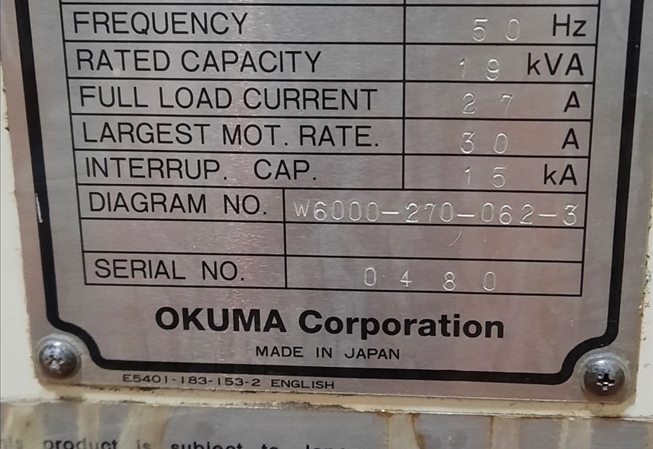 FREQUENCY 50 Hz
RATED CAPACITY 19 kVA
FULL LOAD CURRENT 27 A
LARGEST MOT. RATE. 30 A
INTERRUP. CAP. 15 kA
DIAGRAM NO. W6000-270-062-3
SERIAL NO. 0480
OKUMA Corporation
MADE IN JAPAN
E5401-183-153-2 ENGLISH
product is subject to